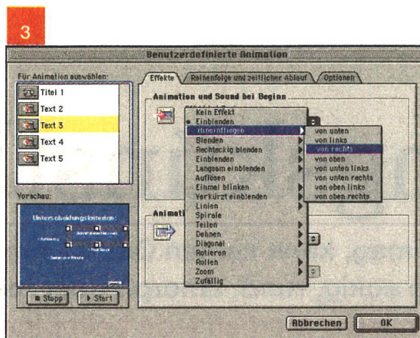 3
Benutzerdefinierte Animation
Für Animation auswählen:
Titel 1
Text 2
Text 3
Text 4
Text 5
Vorschau:
Unterscheidungskriterien:
Stopp
Start
Effekte
Reihenfolge und zeitlicher Ablauf
Optionen
Animation und Sound bei Beginn
Kein Effekt
Einblenden
Hineinfliegen
Blenden
Rechteckig blenden
Einblenden
Langsam einblenden
Auflösen
Einmal blinken
Verkürzt einblenden
Linien
Spirale
Teilen
Dehnen
Diagonal
Rotieren
Rollen
Zoom
Zufällig
von unten
von links
von rechts
von oben
von unten links
von unten rechts
von oben links
von oben rechts
Animati
Abbrechen
OK